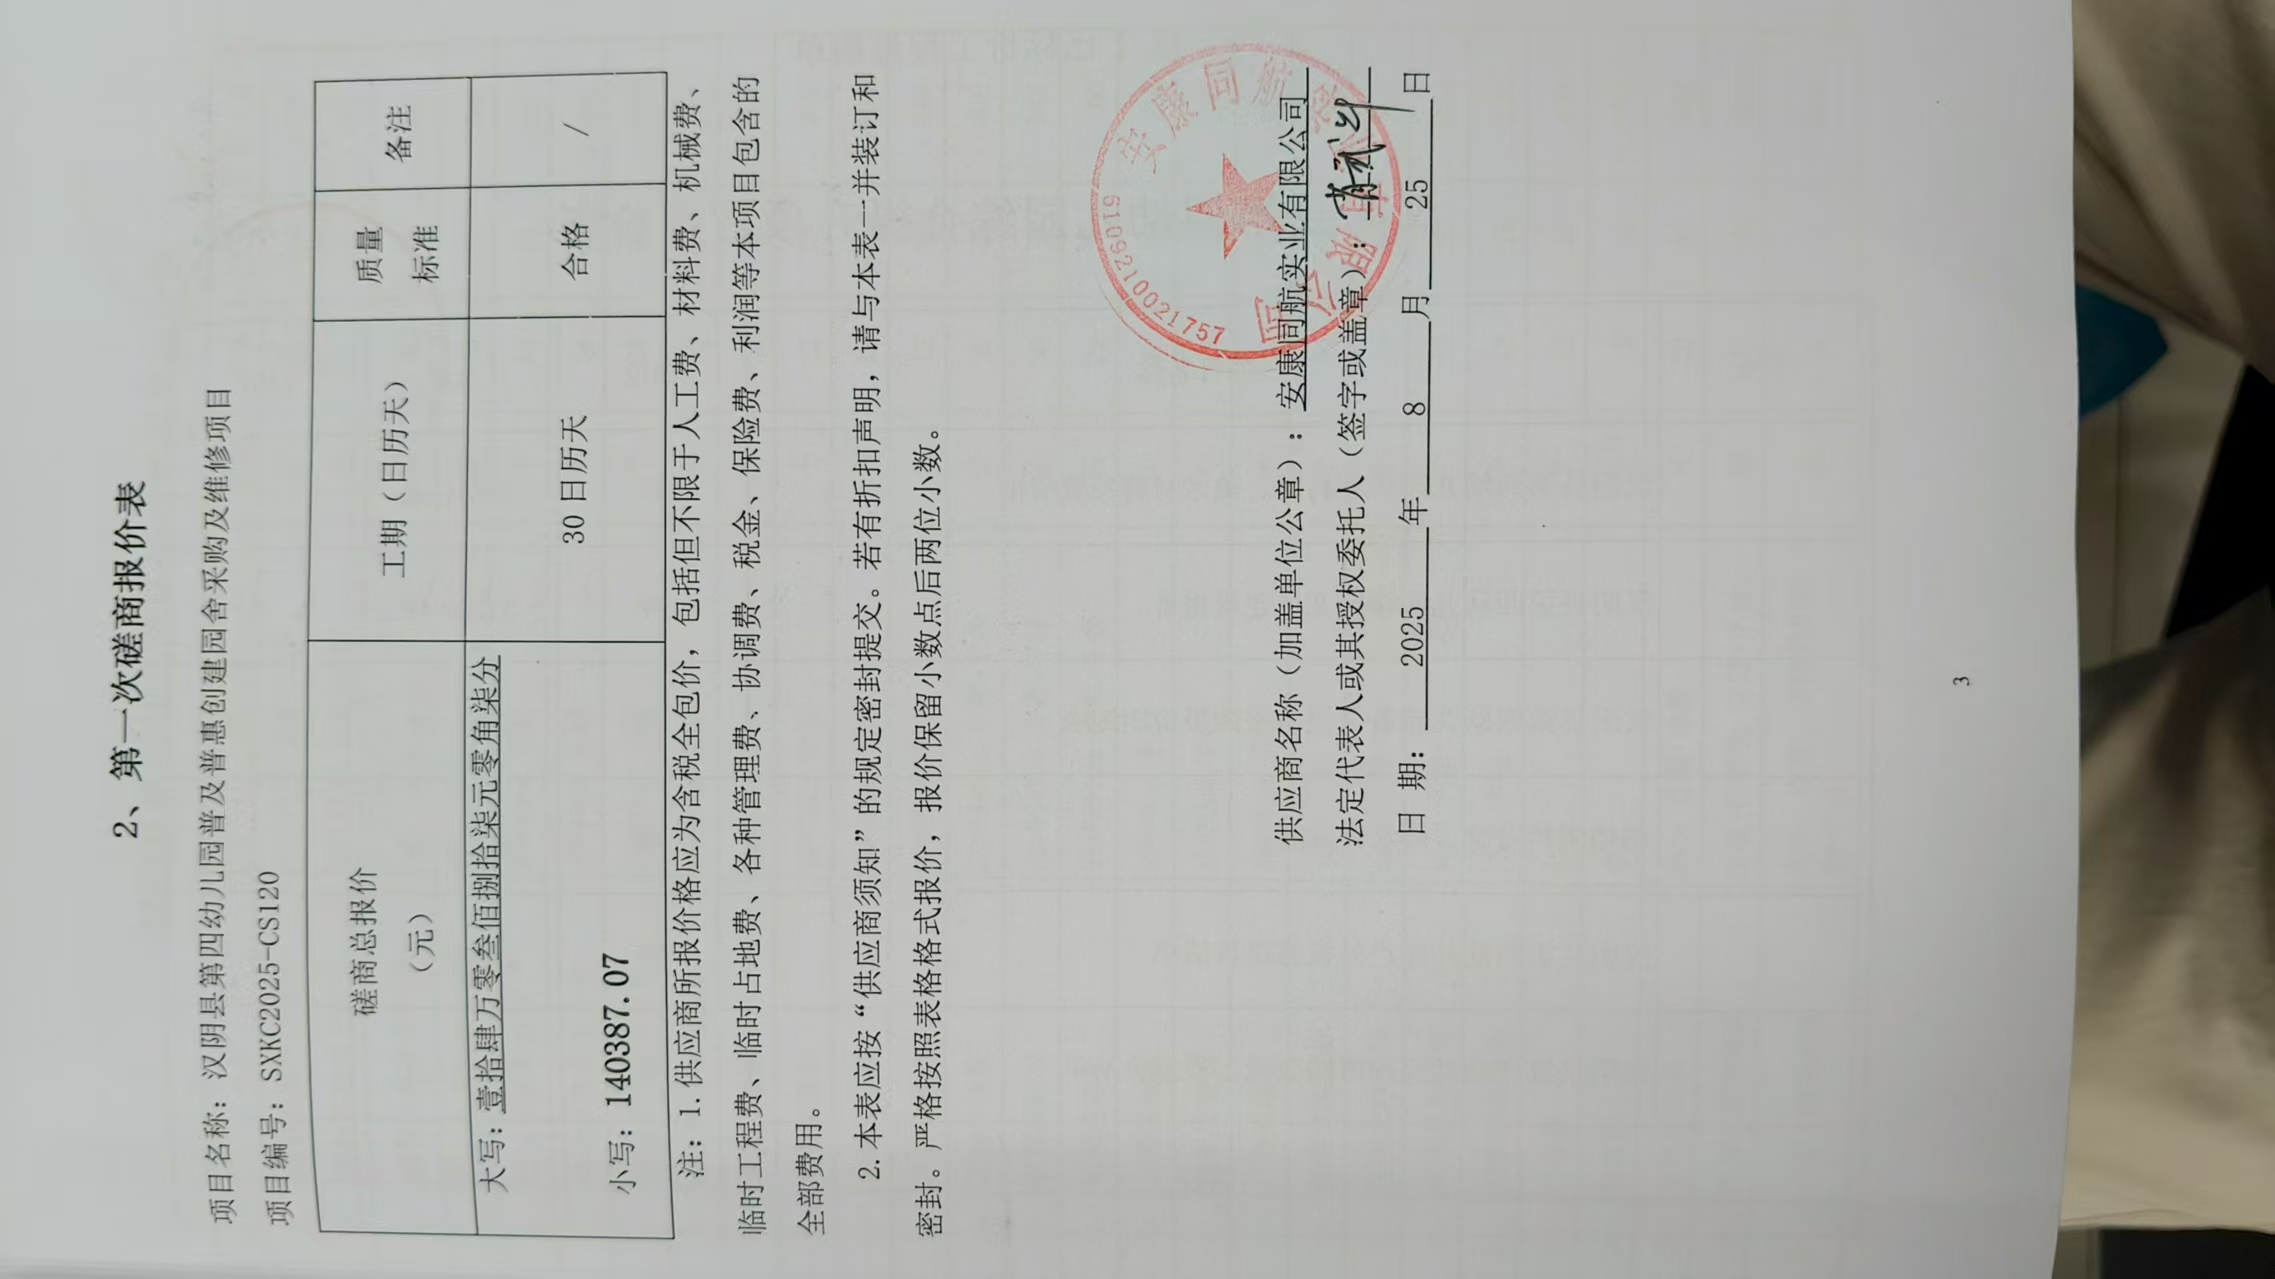 2、第一次磋商报价表
项目名称：汉阴县第四幼儿园普及普惠创建园舍采购及维修项目
项目编号：SXKC2025-CS120
磋商总报价
（元）
工期（日历天）
质量
标准
备注
大写：壹拾肆万零叁佰捌拾柒元零角柒分
小写：140387.07
30 日历天
合格
/
注：1.供应商所报价格应为含税全包价，包括但不限于人工费、材料费、机械费、
临时工程费、临时占地费、各种管理费、协调费、税金、保险费、利润等本项目包含的
全部费用。
2.本表应按“供应商须知”的规定密封提交。若有折扣声明，请与本表一并装订和
密封。严格按照表格格式报价，报价保留小数点后两位小数。
供应商名称（加盖单位公章）：安康同航实业有限公司
法定代表人或其授权委托人（签字或盖章）：
日 期： 2025 年 8 月 25 日
安康同航实业有限公司
6109210021757
3